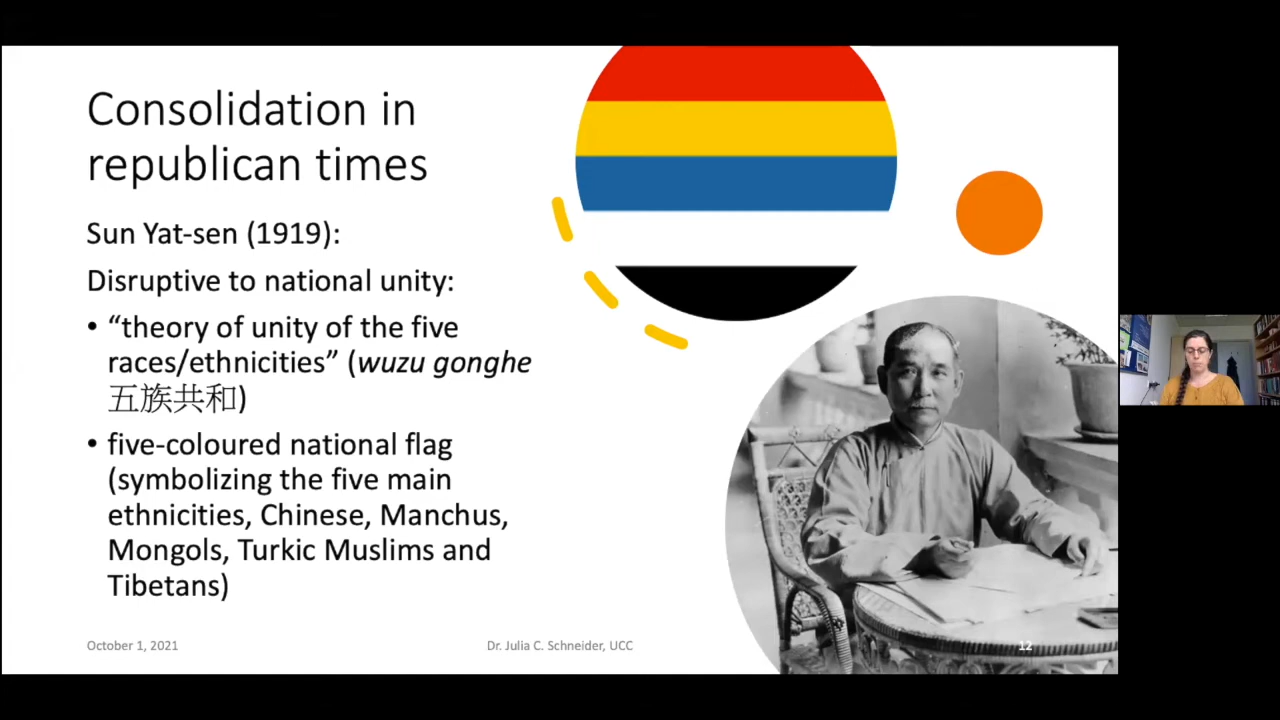 Consolidation in
republican times
Sun Yat-sen (1919):
Disruptive to national unity:
• “theory of unity of the five
races/ethnicities” (wuzu gonghe
五族共和)
• five-coloured national flag
(symbolizing the five main
ethnicities, Chinese, Manchus,
Mongols, Turkic Muslims and
Tibetans)
October 1, 2021
Dr. Julia C. Schneider, UCC
12